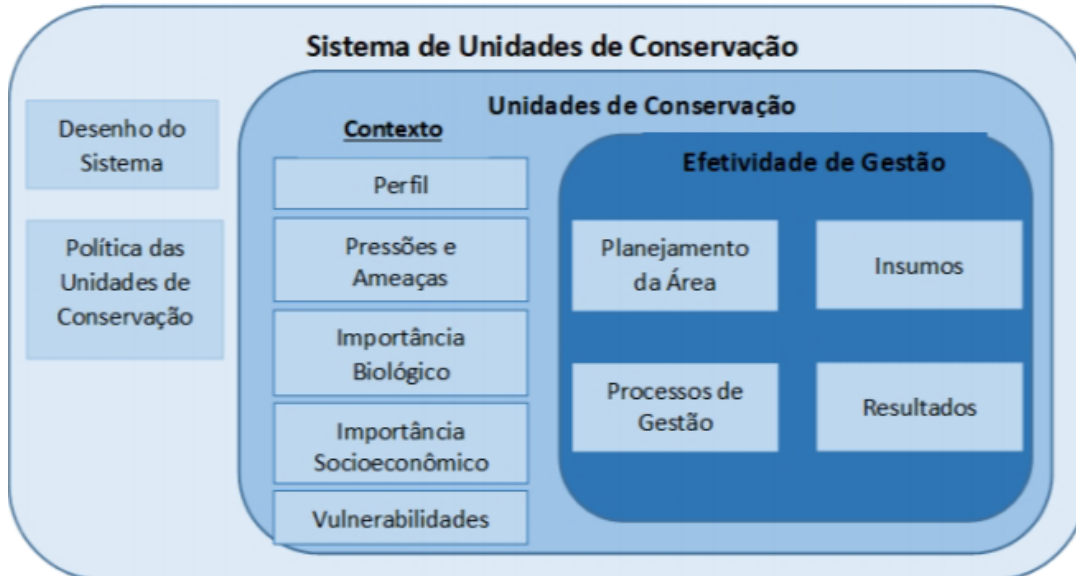 Sistema de Unidades de Conservação
Desenho do
Sistema
Política das
Unidades de
Conservação
Unidades de Conservação
Contexto
Perfil
Pressões e
Ameaças
Importância
Biológico
Importância
Socioeconômico
Vulnerabilidades
Efetividade de Gestão
Planejamento
da Área
Insumos
Processos de
Gestão
Resultados